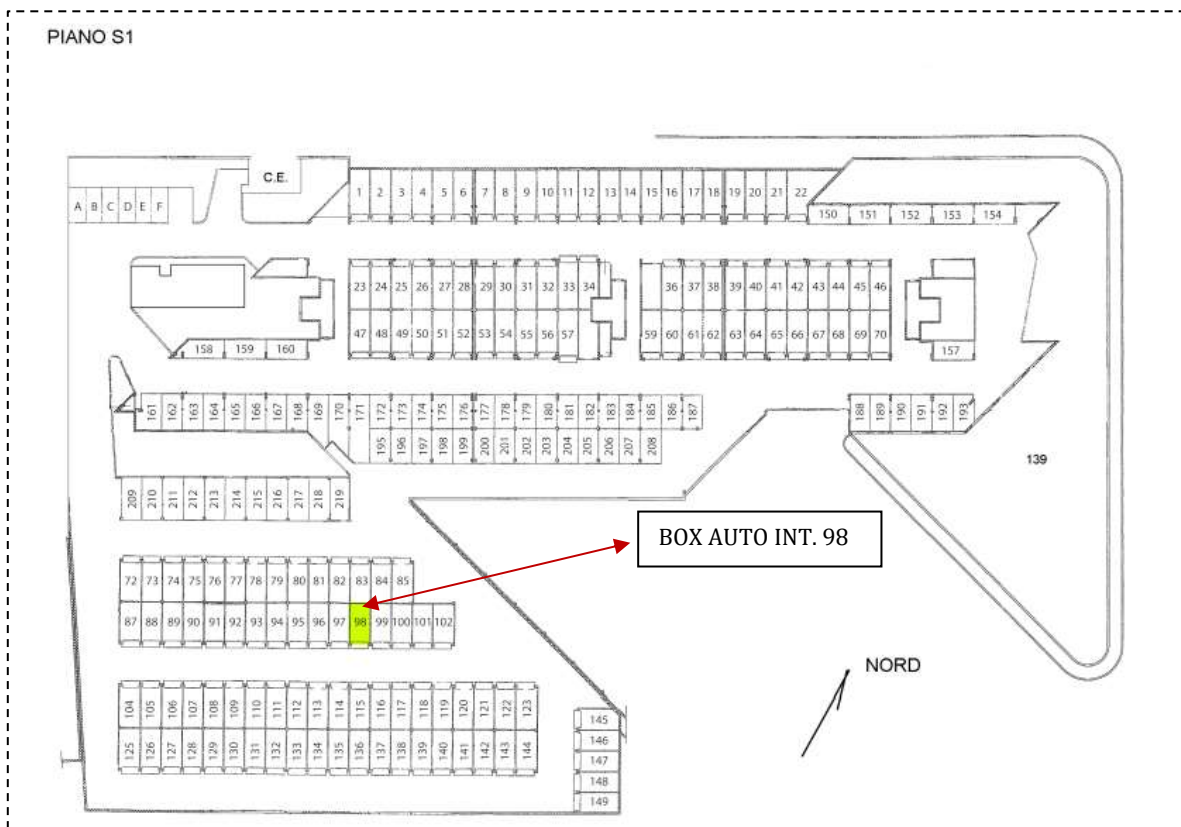 PIANO S1
C.E.
A B C D E F
1 2 3 4 5 6 7 8 9 10 11 12 13 14 15 16 17 18 19 20 21 22
150 151 152 153 154
23 24 25 26 27 28 29 30 31 32 33 34
36 37 38 39 40 41 42 43 44 45 46
47 48 49 50 51 52 53 54 55 56 57
59 60 61 62 63 64 65 66 67 68 69 70
158 159 160
157
161 162 163 164 165 166 167 168 169 170 171 172 173 174 175 176 177 178 179 180 181 182 183 184 185 186 187
188 189 190 191 192 193
195 196 197 198 199 200 201 202 203 204 205 206 207 208
139
209 210 211 212 213 214 215 216 217 218 219
BOX AUTO INT. 98
72 73 74 75 76 77 78 79 80 81 82 83 84 85
87 88 89 90 91 92 93 94 95 96 97 98 99 100 101 102
NORD
104 105 106 107 108 109 110 111 112 113 114 115 116 117 118 119 120 121 122 123
125 126 127 128 129 130 131 132 133 134 135 136 137 138 139 140 141 142 143 144
145
146
147
148
149